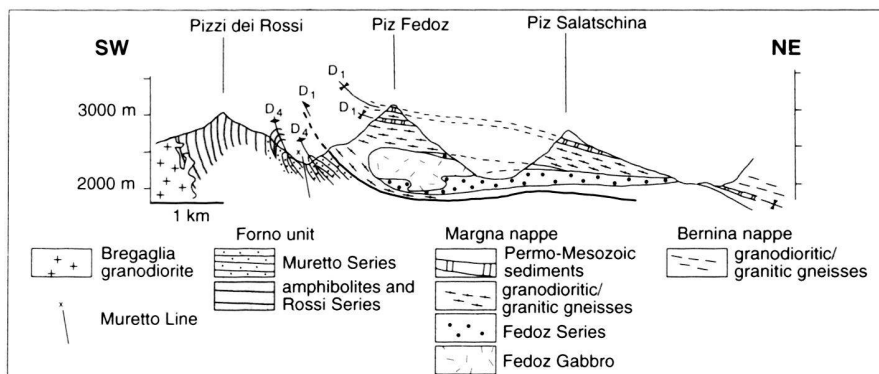 Pizzi dei Rossi
Piz Fedoz
Piz Salatschina
SW
NE
D1
D1
D1
D4
D4
3000 m
2000 m
1 km
x
Bregaglia
granodiorite
x
Muretto Line
Forno unit
Muretto Series
amphibolites and
Rossi Series
Margna nappe
Permo-Mesozoic
sediments
granodioritic/
granitic gneisses
Fedoz Series
Fedoz Gabbro
Bernina nappe
granodioritic/
granitic gneisses